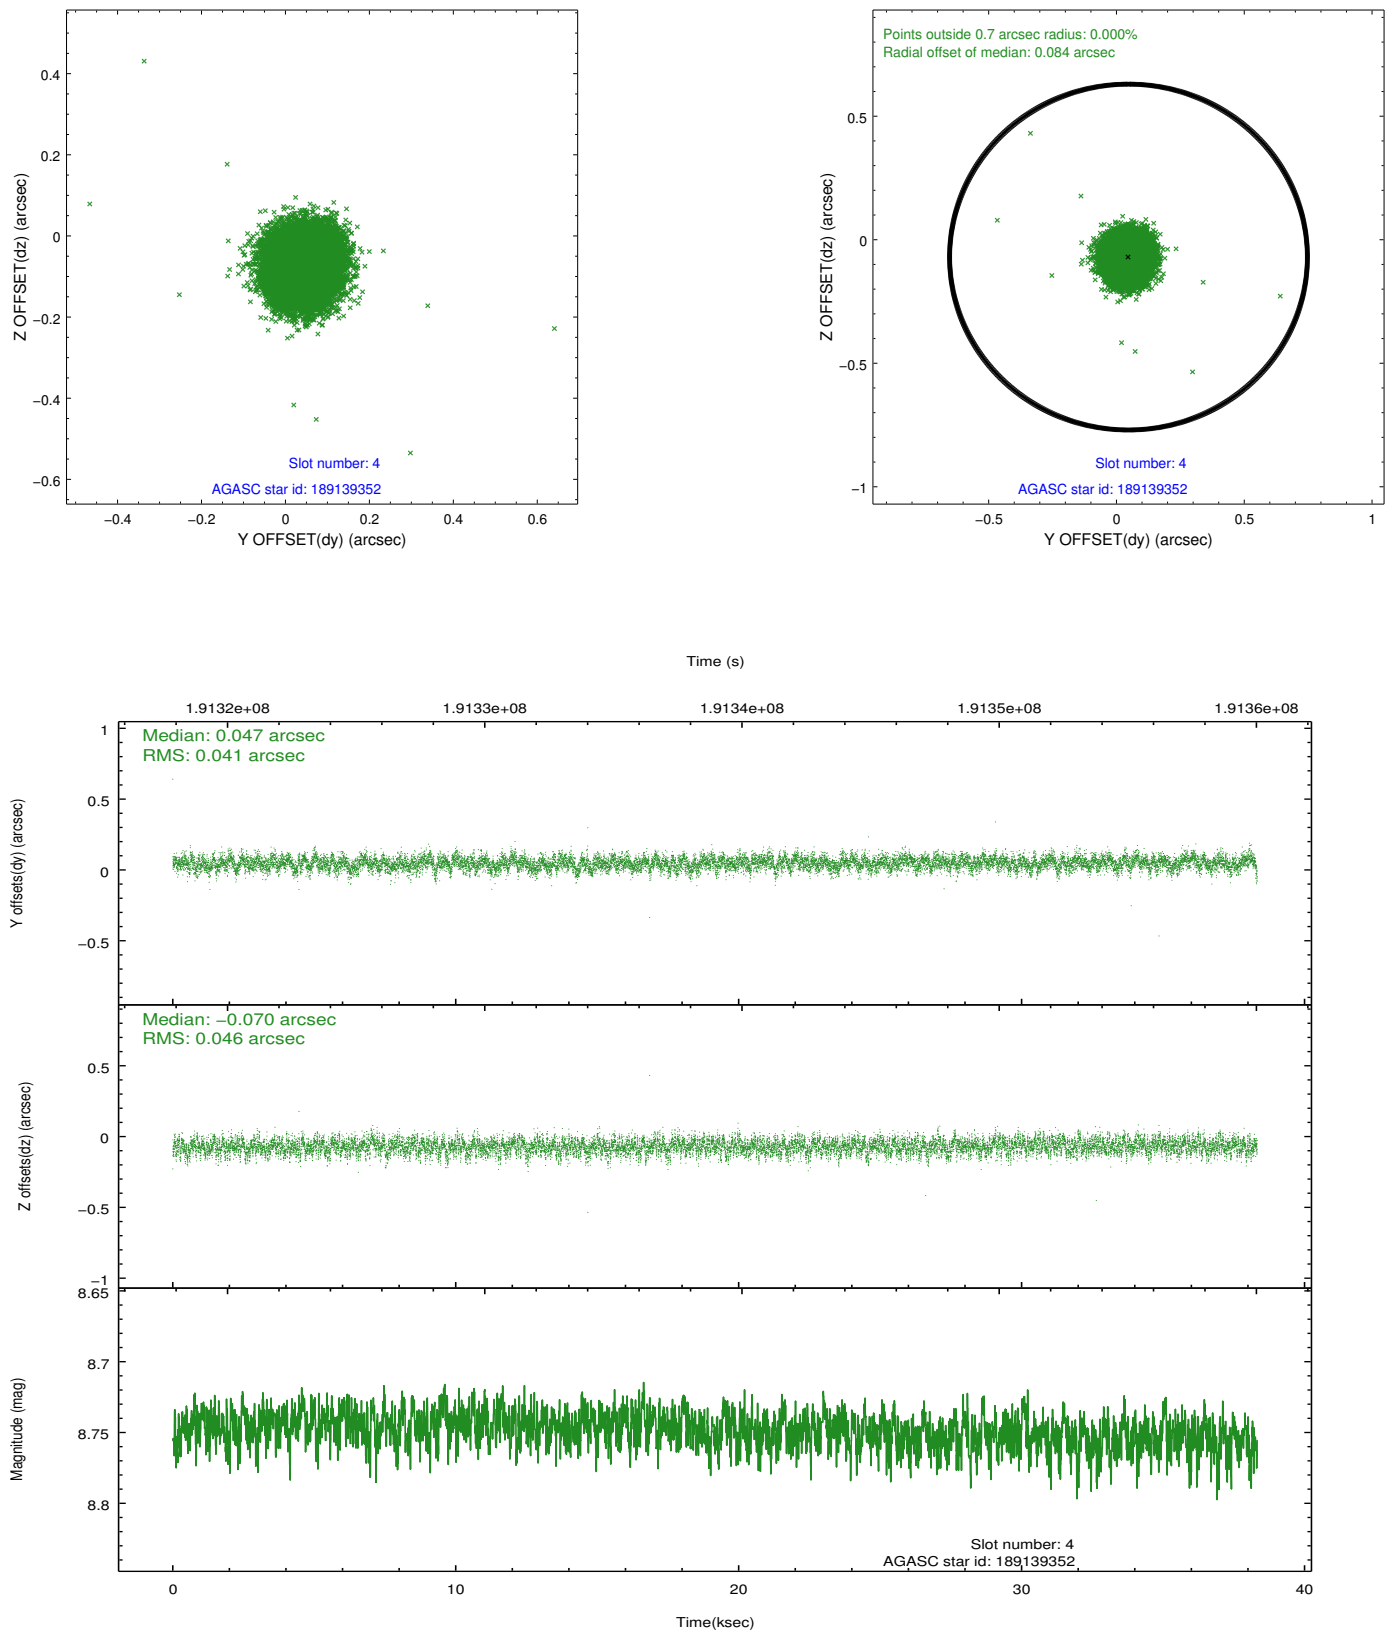 0.4
0.2
0
−0.2
−0.4
−0.6
Z OFFSET(dz) (arcsec)
Slot number: 4
AGASC star id: 189139352
−0.4 −0.2 0 0.2 0.4 0.6
Y OFFSET(dy) (arcsec)
Points outside 0.7 arcsec radius: 0.000%
Radial offset of median: 0.084 arcsec
0.5
0
−0.5
−1
Z OFFSET(dz) (arcsec)
Slot number: 4
AGASC star id: 189139352
−0.5 0 0.5 1
Y OFFSET(dy) (arcsec)
Time (s)
1.9132e+08 1.9133e+08 1.9134e+08 1.9135e+08 1.9136e+08
Median: 0.047 arcsec
RMS: 0.041 arcsec
1
0.5
0
−0.5
Y offsets(dy) (arcsec)
Median: −0.070 arcsec
RMS: 0.046 arcsec
0.5
0
−0.5
−1
Z offsets(dz) (arcsec)
8.65
8.7
8.75
8.8
Magnitude (mag)
Slot number: 4
AGASC star id: 189139352
0 10 20 30 40
Time(ksec)